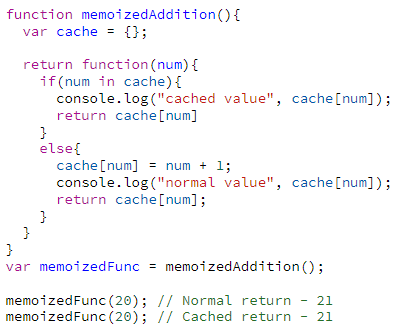 function memoizedAddition(){
  var cache = {};

  return function(num){
    if(num in cache){
      console.log("cached value", cache[num]);
      return cache[num]
    }
    else{
      cache[num] = num + 1;
      console.log("normal value", cache[num]);
      return cache[num];
    }
  }
}
var memoizedFunc = memoizedAddition();

memoizedFunc(20); // Normal return - 21
memoizedFunc(20); // Cached return - 21